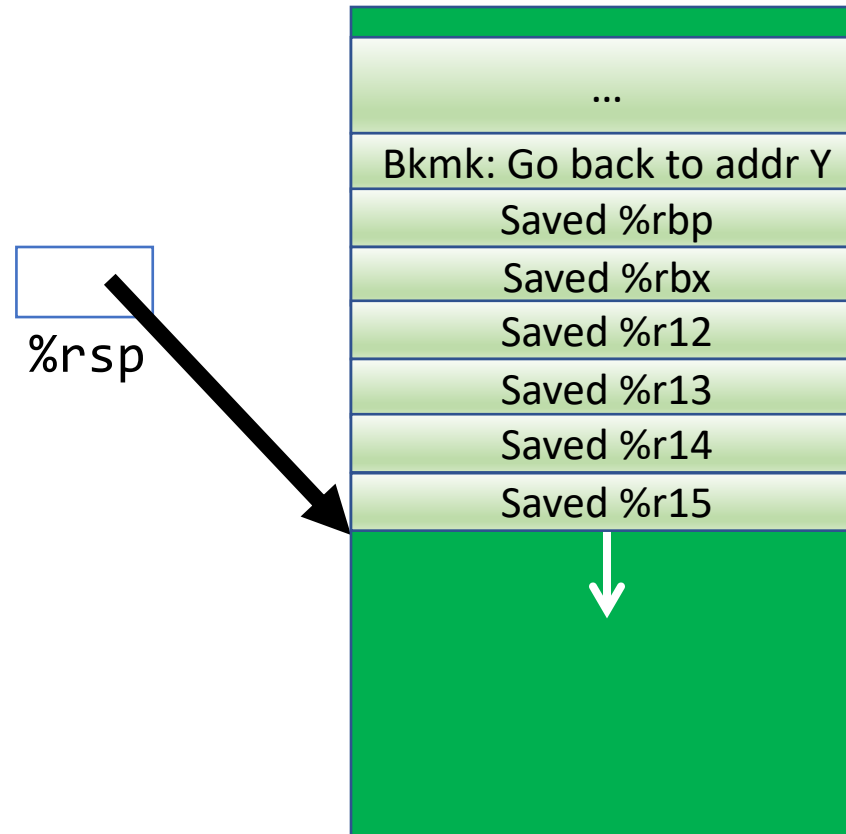 …
Bkmk: Go back to addr Y
Saved %rbp
Saved %rbx
%rsp
Saved %r12
Saved %r13
Saved %r14
Saved %r15